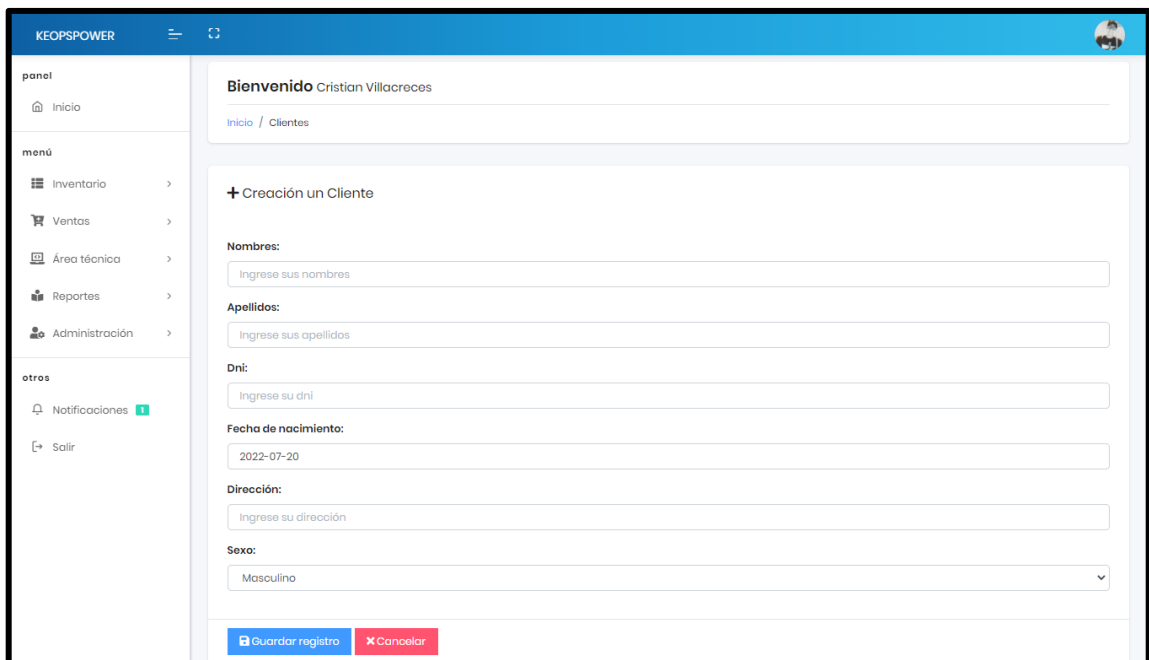 KEOPSPOWER
panel
Inicio
menú
Inventario
Ventas
Área técnica
Reportes
Administración
otros
Notificaciones 1
Salir
Bienvenido Cristian Villacreces
Inicio / Clientes
Creación un Cliente
Nombres:
Ingrese sus nombres
Apellidos:
Ingrese sus apellidos
Dni:
Ingrese su dni
Fecha de nacimiento:
2022-07-20
Dirección:
Ingrese su dirección
Sexo:
Masculino
Guardar registro
Cancelar